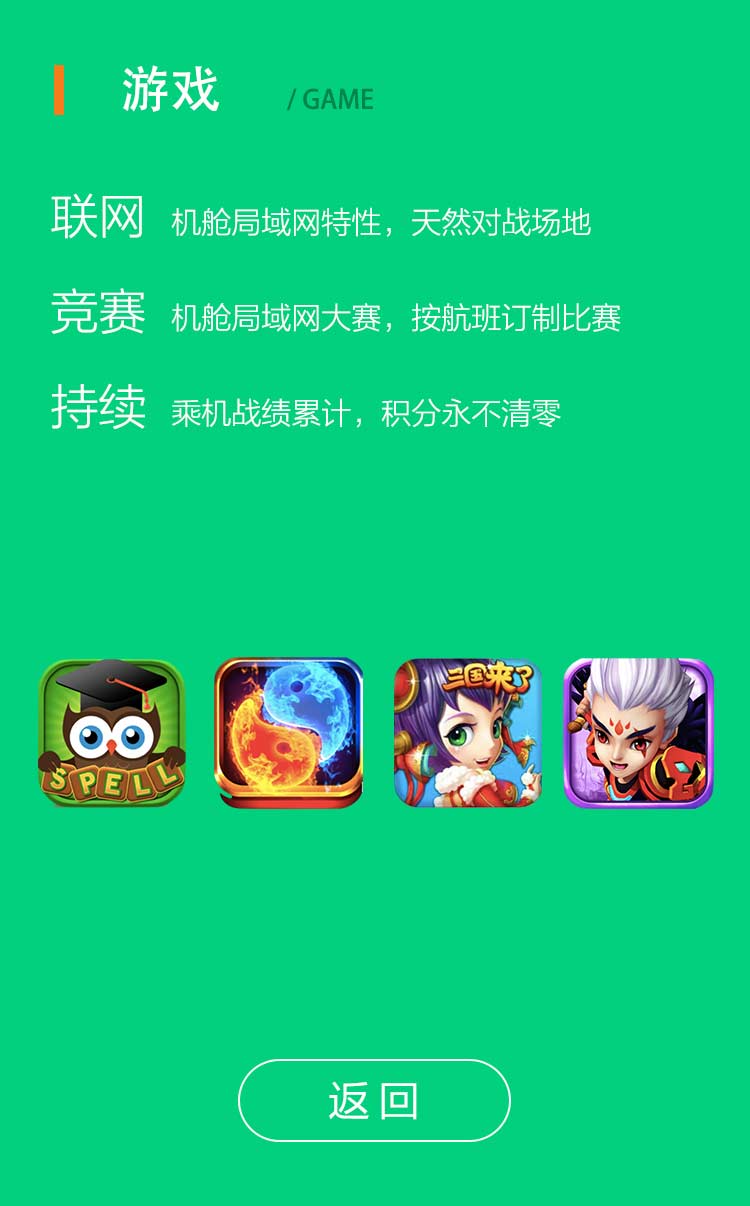 游戏 / GAME
联网 机舱局域网特性，天然对战场地
竞赛 机舱局域网大赛，按航班订制比赛
持续 乘机战绩累计，积分永不清零
SPELL
三国来了
返回